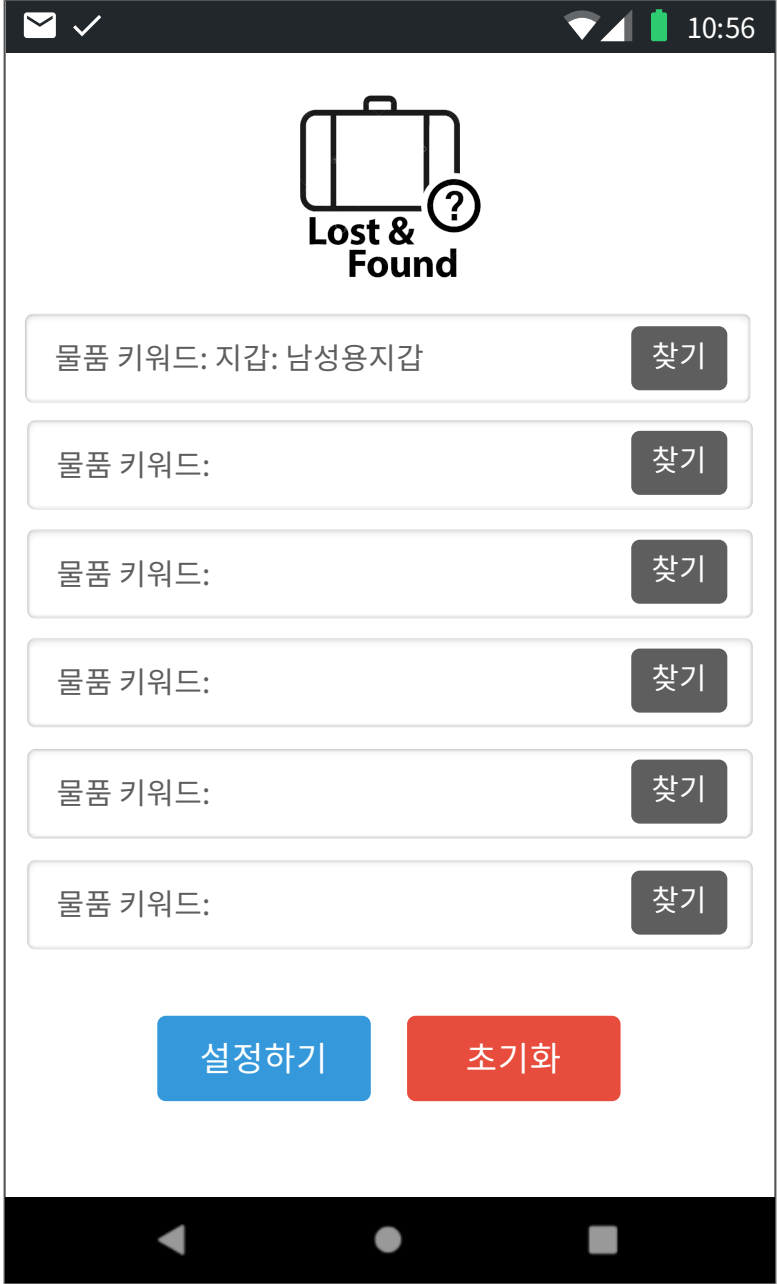 10:56
Lost &
Found
?
물품 키워드: 지갑: 남성용지갑 찾기
물품 키워드: 찾기
물품 키워드: 찾기
물품 키워드: 찾기
물품 키워드: 찾기
물품 키워드: 찾기
설정하기 초기화